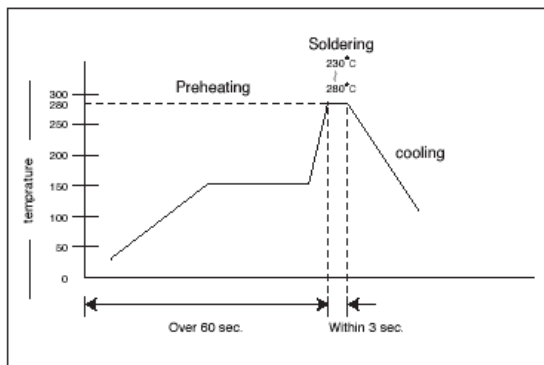 Soldering
230°C
~
280°C
Preheating
300
280
250
200
150
100
50
0
temprature
cooling
Over 60 sec.
Within 3 sec.